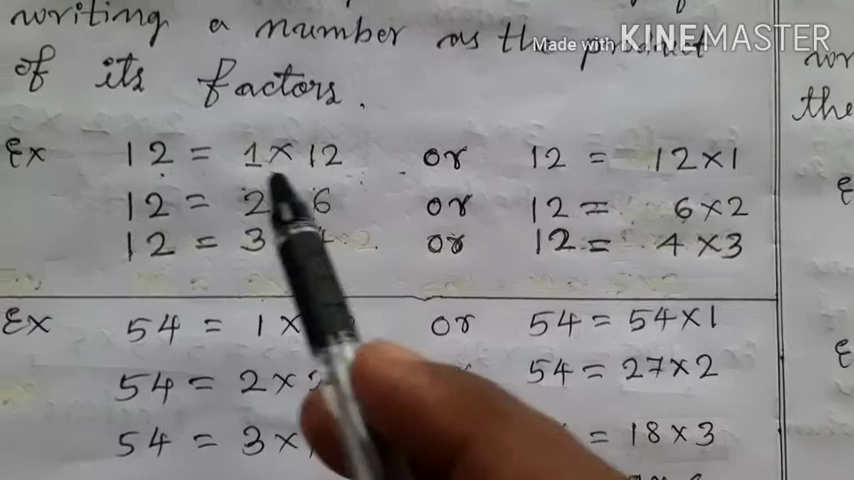 writing a number as the product
Made with KINEMASTER
of its factors.
the
Ex 12 = 1 × 12 or 12 = 12×1
12 = 2 6 or 12 = 6×2
12 = 3 or 12 = 4×3
Ex 54 = 1× or 54 = 54×1
54 = 2× 54 = 27×2
54 = 3× = 18×3